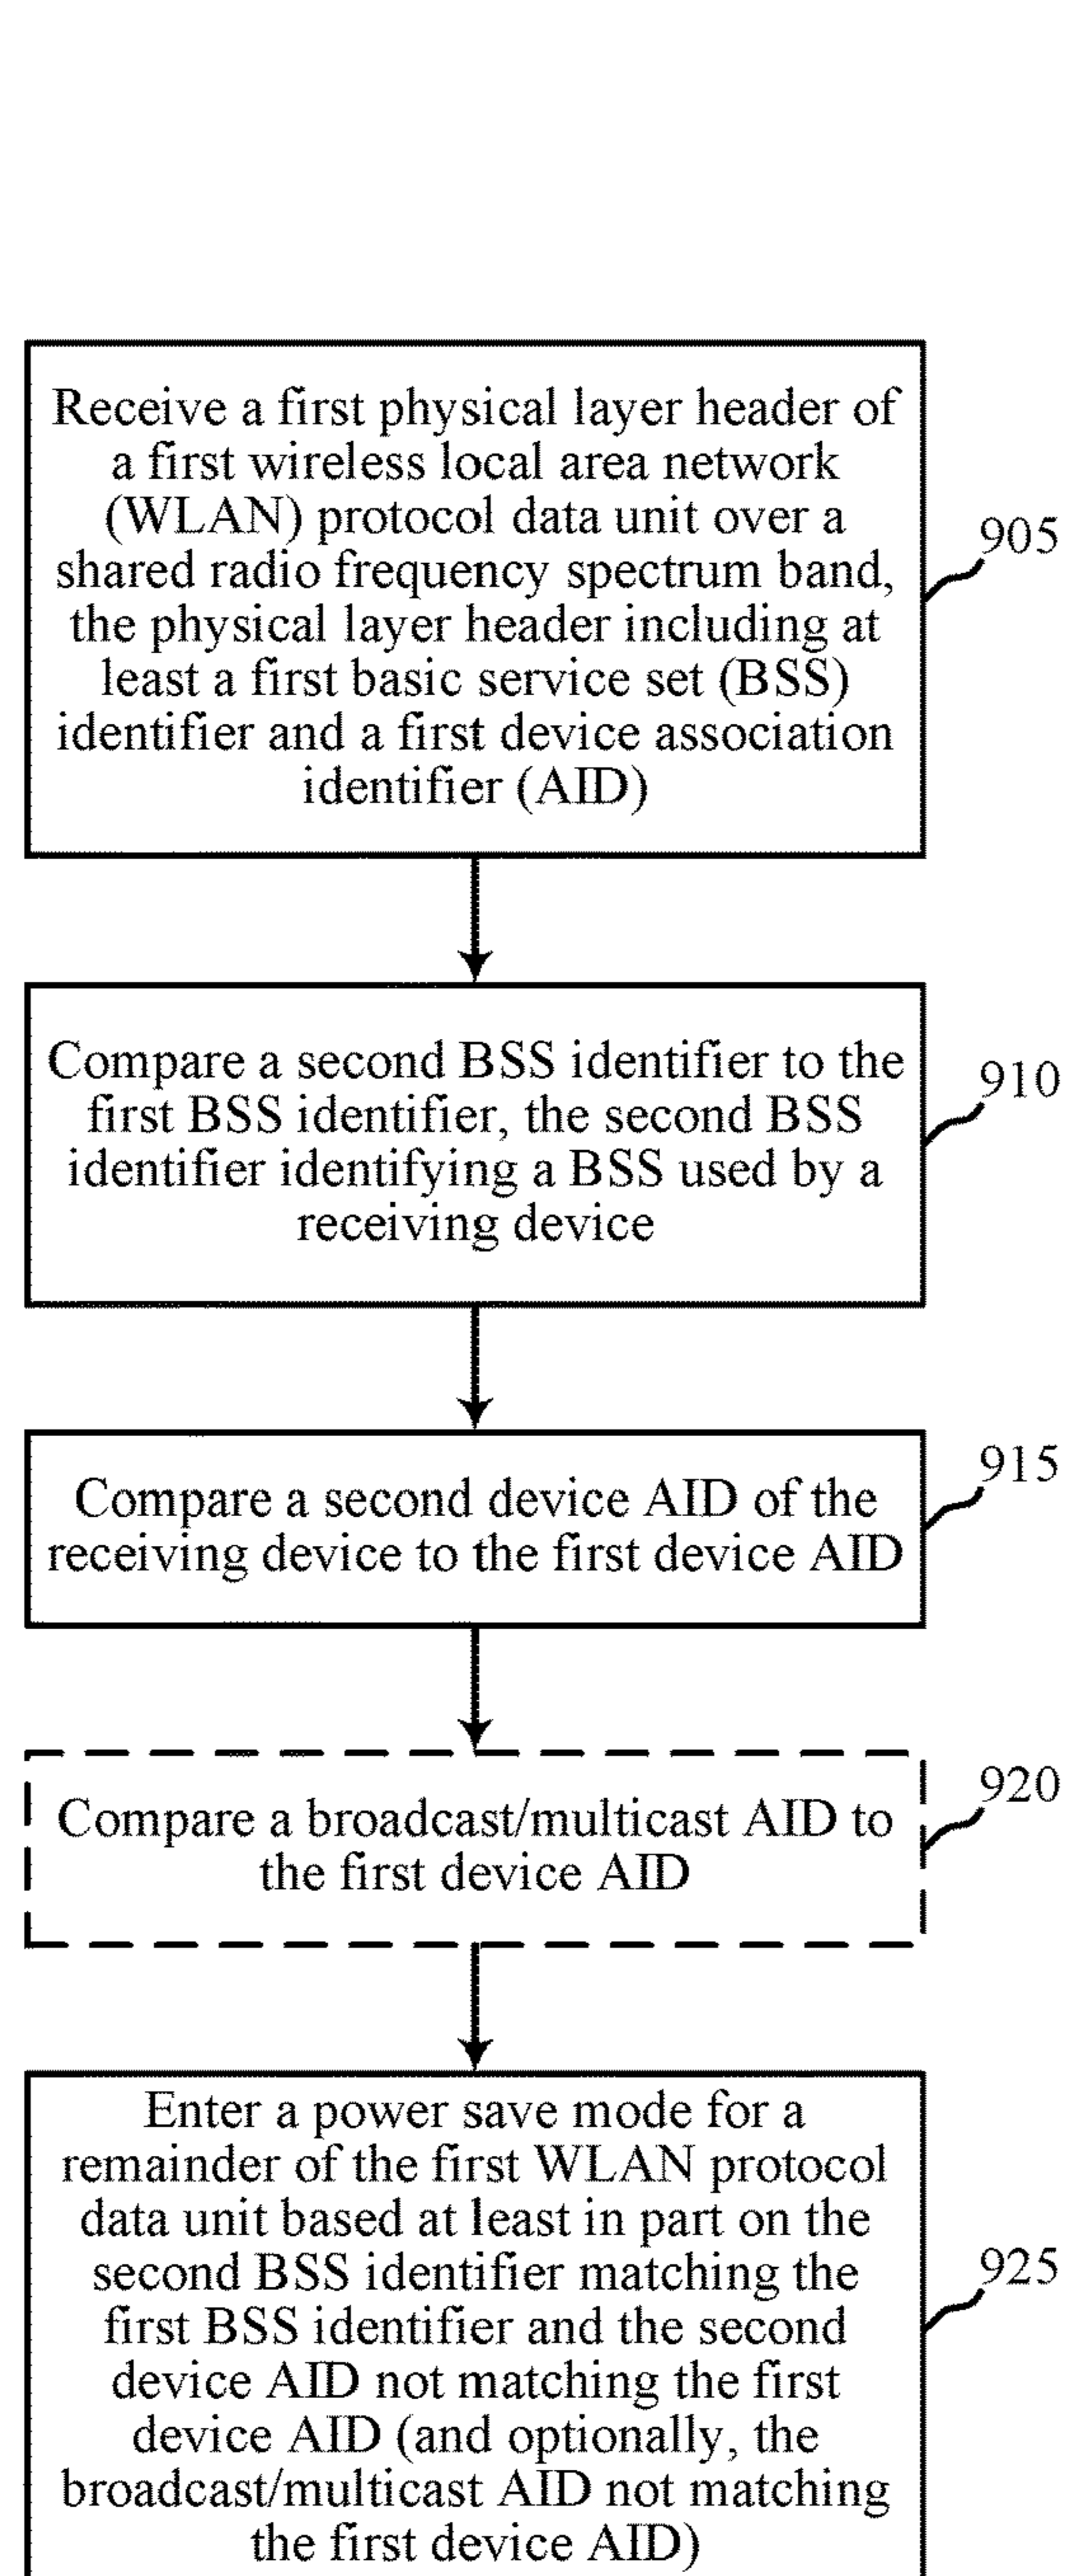 Receive a first physical layer header of
a first wireless local area network
(WLAN) protocol data unit over a
shared radio frequency spectrum band,
the physical layer header including at
least a first basic service set (BSS)
identifier and a first device association
identifier (AID)
905
Compare a second BSS identifier to the
first BSS identifier, the second BSS
identifier identifying a BSS used by a
receiving device
910
Compare a second device AID of the
receiving device to the first device AID
915
Compare a broadcast/multicast AID to
the first device AID
920
Enter a power save mode for a
remainder of the first WLAN protocol
data unit based at least in part on the
second BSS identifier matching the
first BSS identifier and the second
device AID not matching the first
device AID (and optionally, the
broadcast/multicast AID not matching
the first device AID)
925